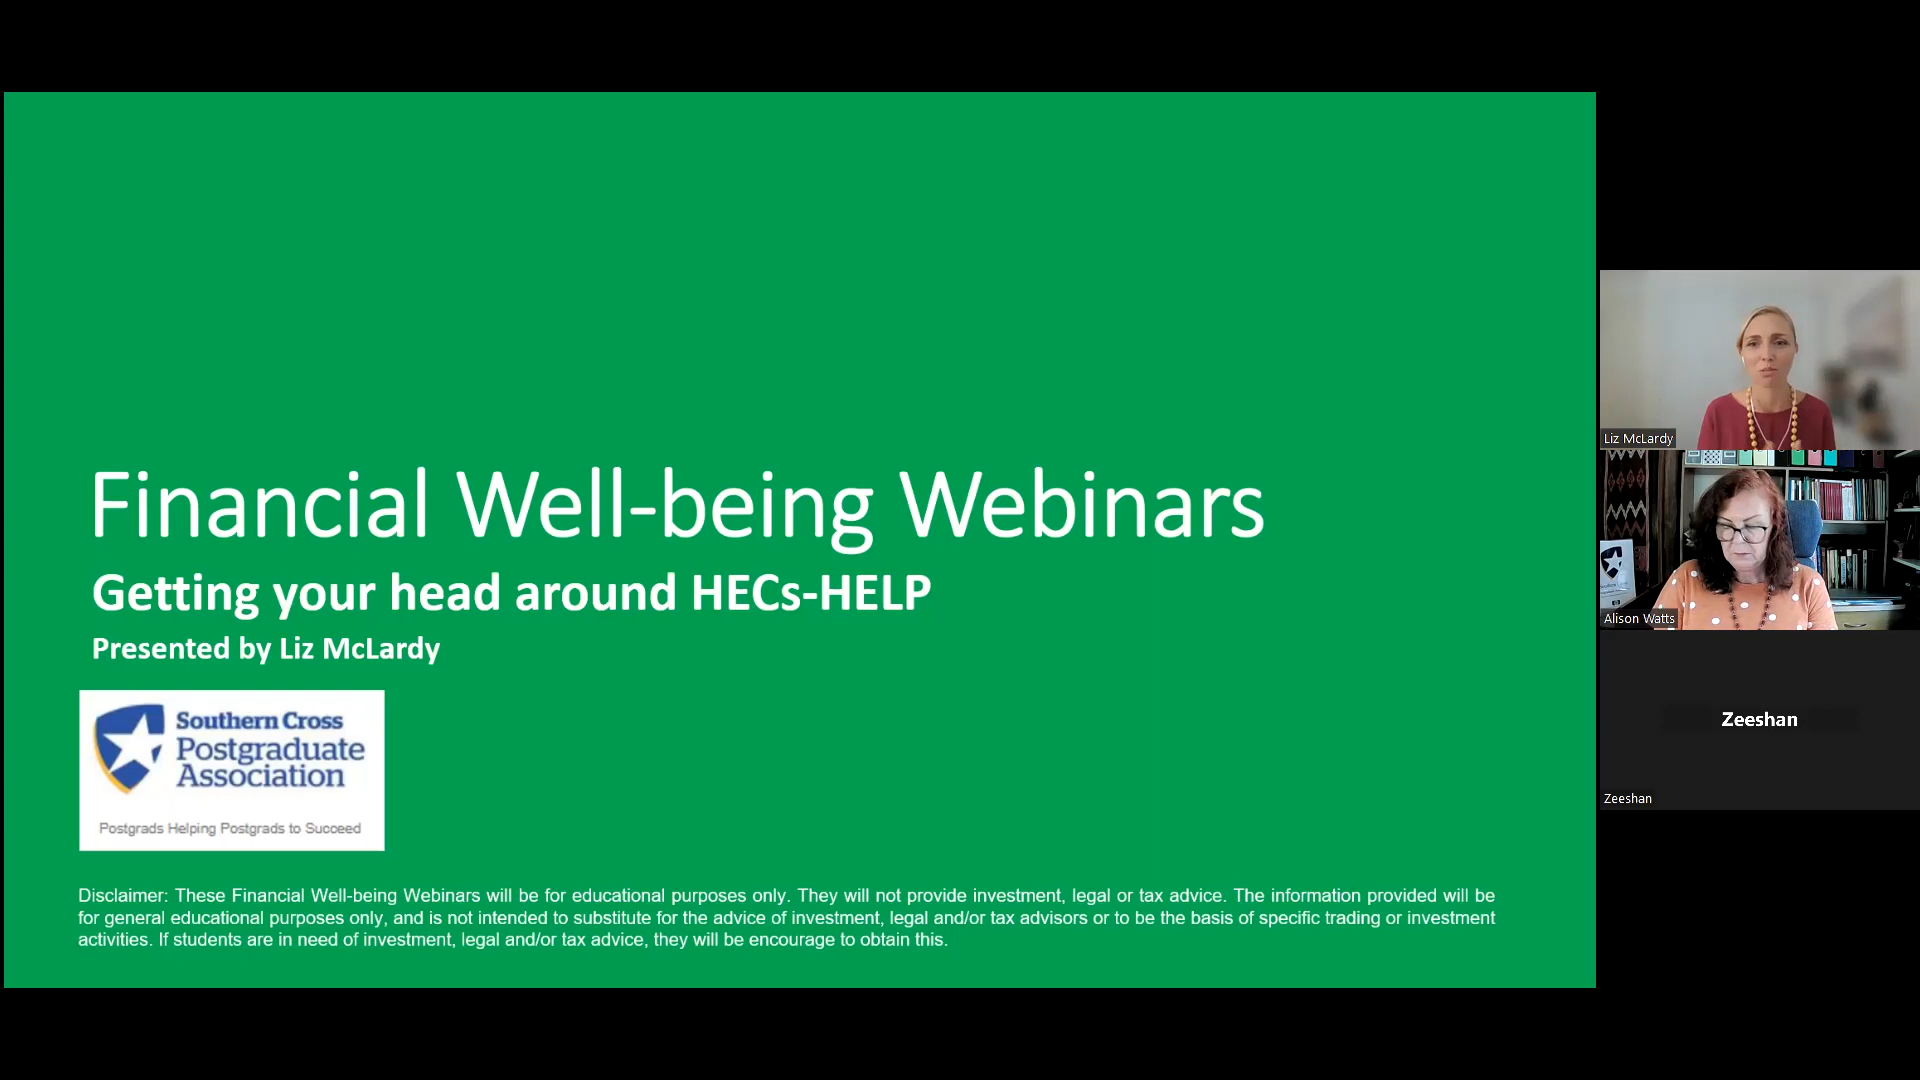 Financial Well-being Webinars
Getting your head around HECs-HELP
Presented by Liz McLardy
Southern Cross
Postgraduate
Association
Postgrads Helping Postgrads to Succeed
Disclaimer: These Financial Well-being Webinars will be for educational purposes only. They will not provide investment, legal or tax advice. The information provided will be
for general educational purposes only, and is not intended to substitute for the advice of investment, legal and/or tax advisors or to be the basis of specific trading or investment
activities. If students are in need of investment, legal and/or tax advice, they will be encourage to obtain this.
Liz McLardy
Alison Watts
Zeeshan
Zeeshan